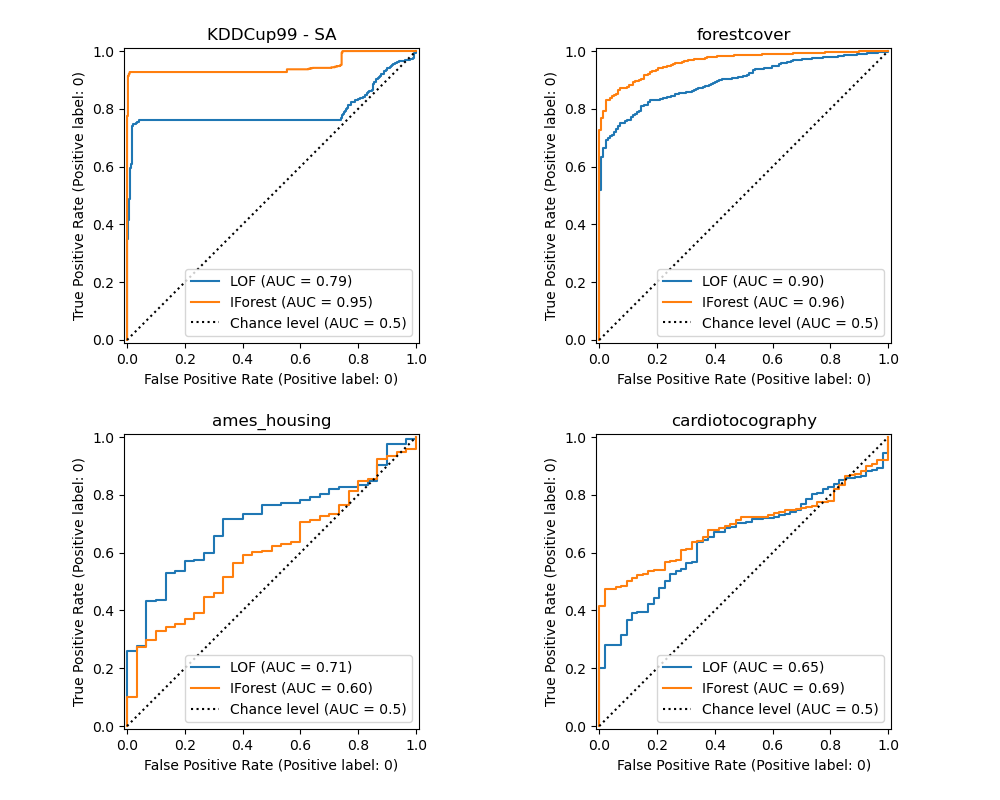 KDDCup99 - SA
True Positive Rate (Positive label: 0)
1.0
0.8
0.6
0.4
0.2
0.0
LOF (AUC = 0.79)
IForest (AUC = 0.95)
Chance level (AUC = 0.5)
0.0 0.2 0.4 0.6 0.8 1.0
False Positive Rate (Positive label: 0)
forestcover
True Positive Rate (Positive label: 0)
1.0
0.8
0.6
0.4
0.2
0.0
LOF (AUC = 0.90)
IForest (AUC = 0.96)
Chance level (AUC = 0.5)
0.0 0.2 0.4 0.6 0.8 1.0
False Positive Rate (Positive label: 0)
ames_housing
True Positive Rate (Positive label: 0)
1.0
0.8
0.6
0.4
0.2
0.0
LOF (AUC = 0.71)
IForest (AUC = 0.60)
Chance level (AUC = 0.5)
0.0 0.2 0.4 0.6 0.8 1.0
False Positive Rate (Positive label: 0)
cardiotocography
True Positive Rate (Positive label: 0)
1.0
0.8
0.6
0.4
0.2
0.0
LOF (AUC = 0.65)
IForest (AUC = 0.69)
Chance level (AUC = 0.5)
0.0 0.2 0.4 0.6 0.8 1.0
False Positive Rate (Positive label: 0)